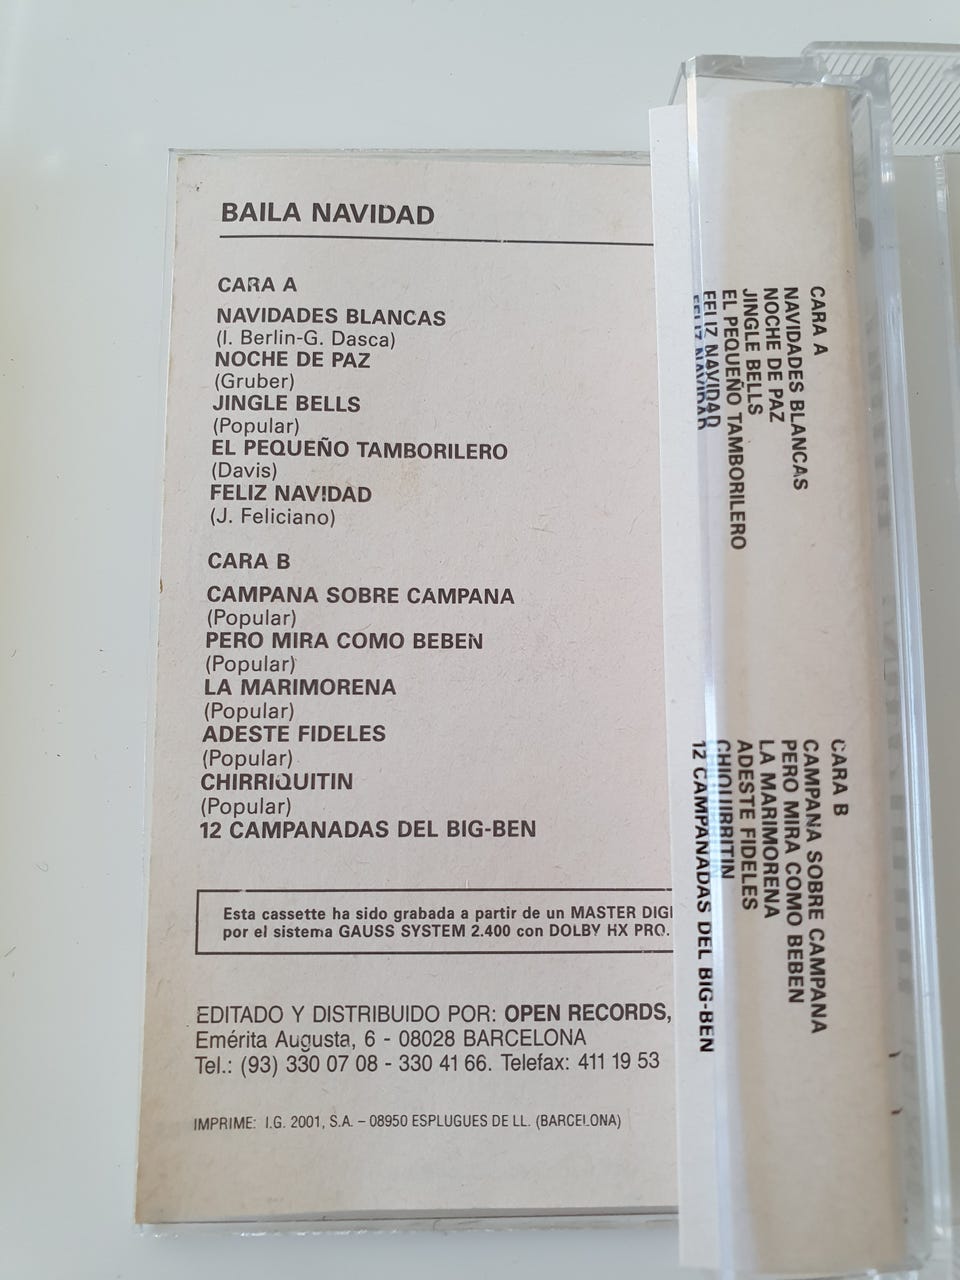 BAILA NAVIDAD
CARA A
NAVIDADES BLANCAS
(I. Berlin-G. Dasca)
NOCHE DE PAZ
(Gruber)
JINGLE BELLS
(Popular)
EL PEQUEÑO TAMBORILERO
(Davis)
FELIZ NAVIDAD
(J. Feliciano)
CARA B
CAMPANA SOBRE CAMPANA
(Popular)
PERO MIRA COMO BEBEN
(Popular)
LA MARIMORENA
(Popular)
ADESTE FIDELES
(Popular)
CHIRRIQUITIN
(Popular)
12 CAMPANADAS DEL BIG-BEN
Esta cassette ha sido grabada a partir de un MASTER DIGI
por el sistema GAUSS SYSTEM 2.400 con DOLBY HX PRO.
EDITADO Y DISTRIBUIDO POR: OPEN RECORDS,
Emérita Augusta, 6 - 08028 BARCELONA
Tel.: (93) 330 07 08 - 330 41 66. Telefax: 411 19 53
IMPRIME: I.G. 2001, S.A. – 08950 ESPLUGUES DE LL. (BARCELONA)
CARA A
NAVIDADES BLANCAS
NOCHE DE PAZ
JINGLE BELLS
EL PEQUEÑO TAMBORILERO
FELIZ NAVIDAD
CARA B
CAMPANA SOBRE CAMPANA
PERO MIRA COMO BEBEN
LA MARIMORENA
ADESTE FIDELES
CHIQUIRRITIN
12 CAMPANADAS DEL BIG-BEN